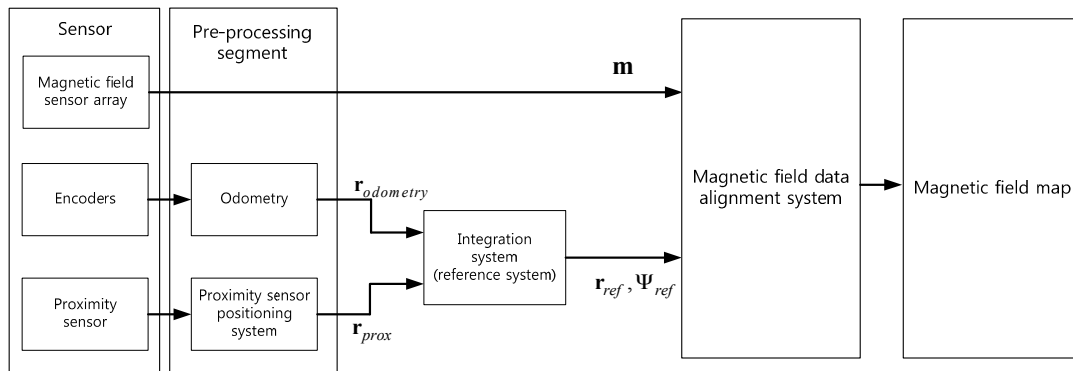 Sensor
Pre-processing
segment
Magnetic field
sensor array
m
Encoders
Odometry
r_odometry
Proximity
sensor
Proximity sensor
positioning
system
r_prox
Integration
system
(reference system)
r_ref , Ψ_ref
Magnetic field data
alignment system
Magnetic field map